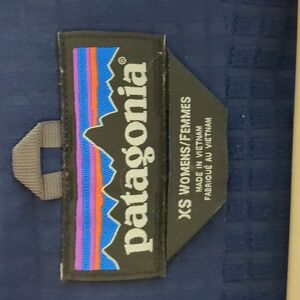 patagonia®
XS WOMENS/FEMMES
MADE IN VIETNAM
FABRIQUÉ AU VIETNAM